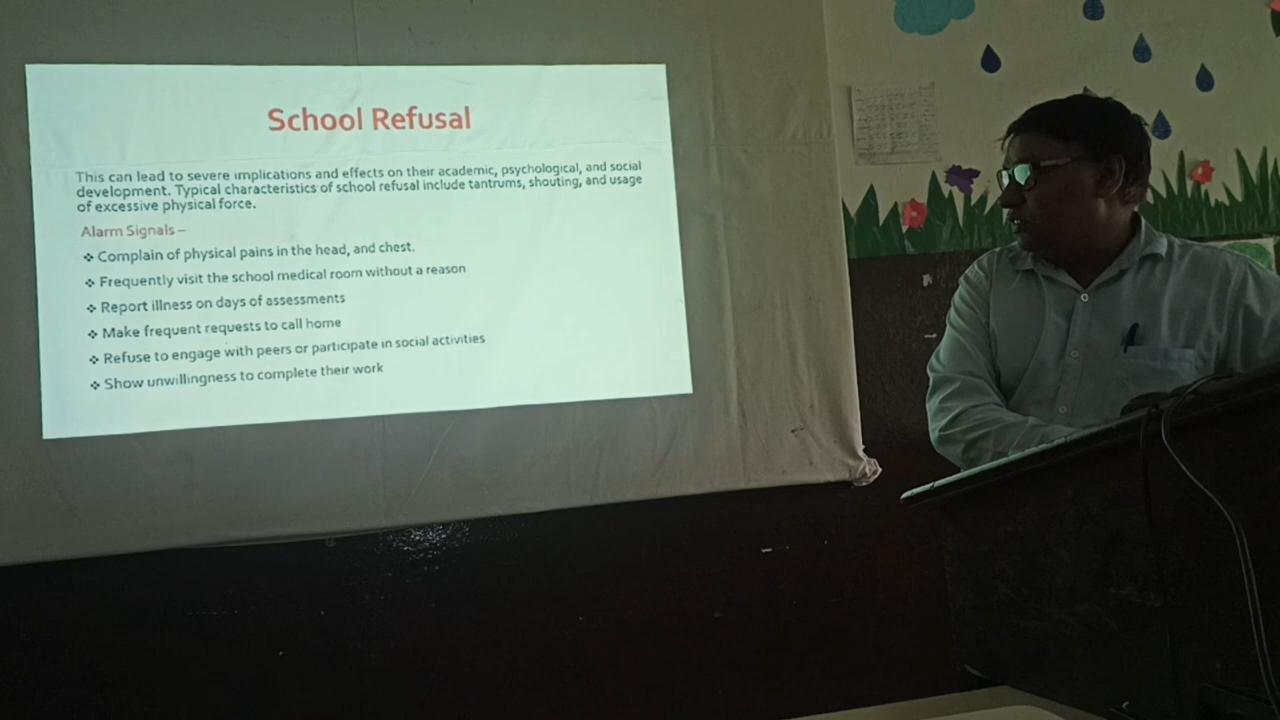 School Refusal
This can lead to severe implications and effects on their academic, psychological, and social
development. Typical characteristics of school refusal include tantrums, shouting, and usage
of excessive physical force.
Alarm Signals –
❖ Complain of physical pains in the head, and chest.
❖ Frequently visit the school medical room without a reason
❖ Report illness on days of assessments
❖ Make frequent requests to call home
❖ Refuse to engage with peers or participate in social activities
❖ Show unwillingness to complete their work